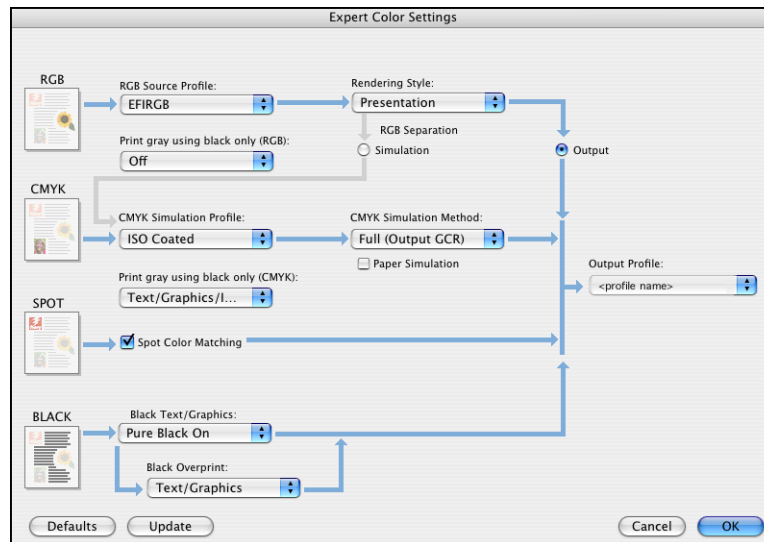 Expert Color Settings
RGB
RGB Source Profile:
EFIRGB
Rendering Style:
Presentation
Print gray using black only (RGB):
Off
RGB Separation
Simulation
Output
CMYK
CMYK Simulation Profile:
ISO Coated
CMYK Simulation Method:
Full (Output GCR)
Paper Simulation
Print gray using black only (CMYK):
Text/Graphics/I...
Output Profile:
<profile name>
SPOT
Spot Color Matching
BLACK
Black Text/Graphics:
Pure Black On
Black Overprint:
Text/Graphics
Defaults
Update
Cancel
OK